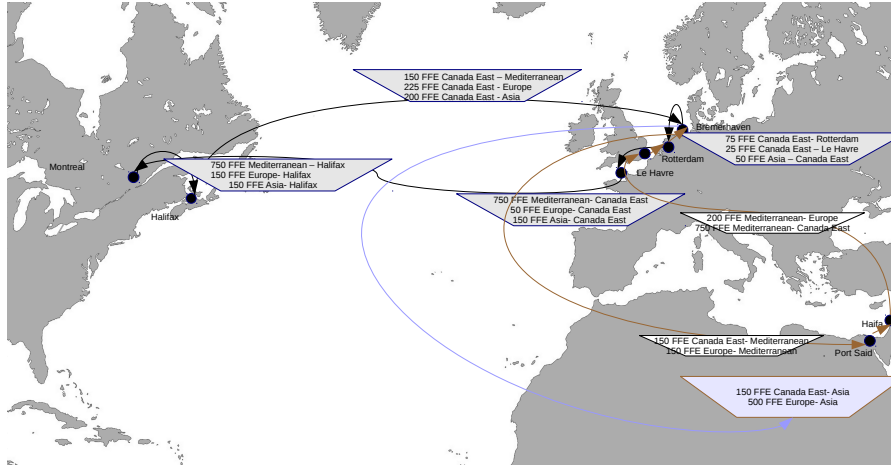 150 FFE Canada East – Mediterranean
225 FFE Canada East - Europe
200 FFE Canada East - Asia
Bremerhaven
75 FFE Canada East- Rotterdam
25 FFE Canada East – Le Havre
50 FFE Asia – Canada East
Rotterdam
Le Havre
Montreal
750 FFE Mediterranean – Halifax
150 FFE Europe- Halifax
150 FFE Asia- Halifax
Halifax
750 FFE Mediterranean- Canada East
50 FFE Europe- Canada East
150 FFE Asia- Canada East
200 FFE Mediterranean- Europe
750 FFE Mediterranean- Canada East
Haifa
150 FFE Canada East- Mediterranean
150 FFE Europe- Mediterranean
Port Said
150 FFE Canada East- Asia
500 FFE Europe- Asia